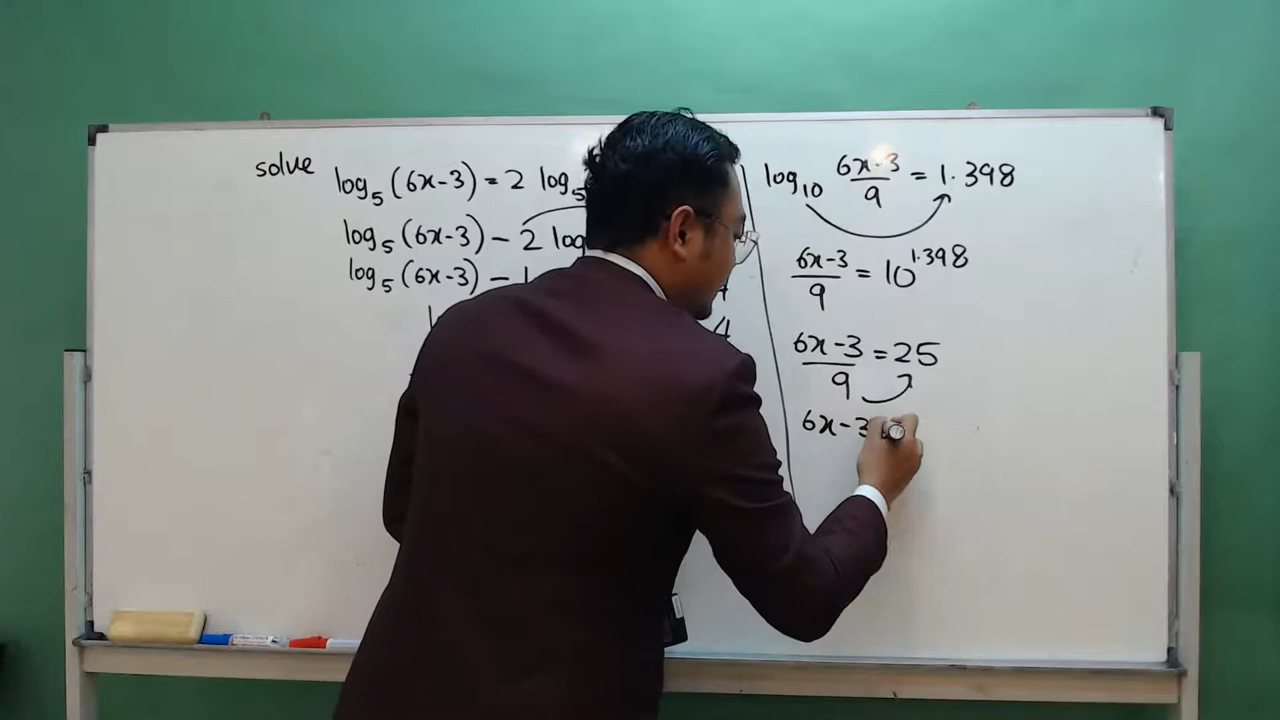 solve log₅(6x-3) = 2 log₅
log₅(6x-3) - 2 log
log₅(6x-3) -
4
log₁₀ (6x-3)/9 = 1.398
(6x-3)/9 = 10^1.398
(6x-3)/9 = 25
6x-3